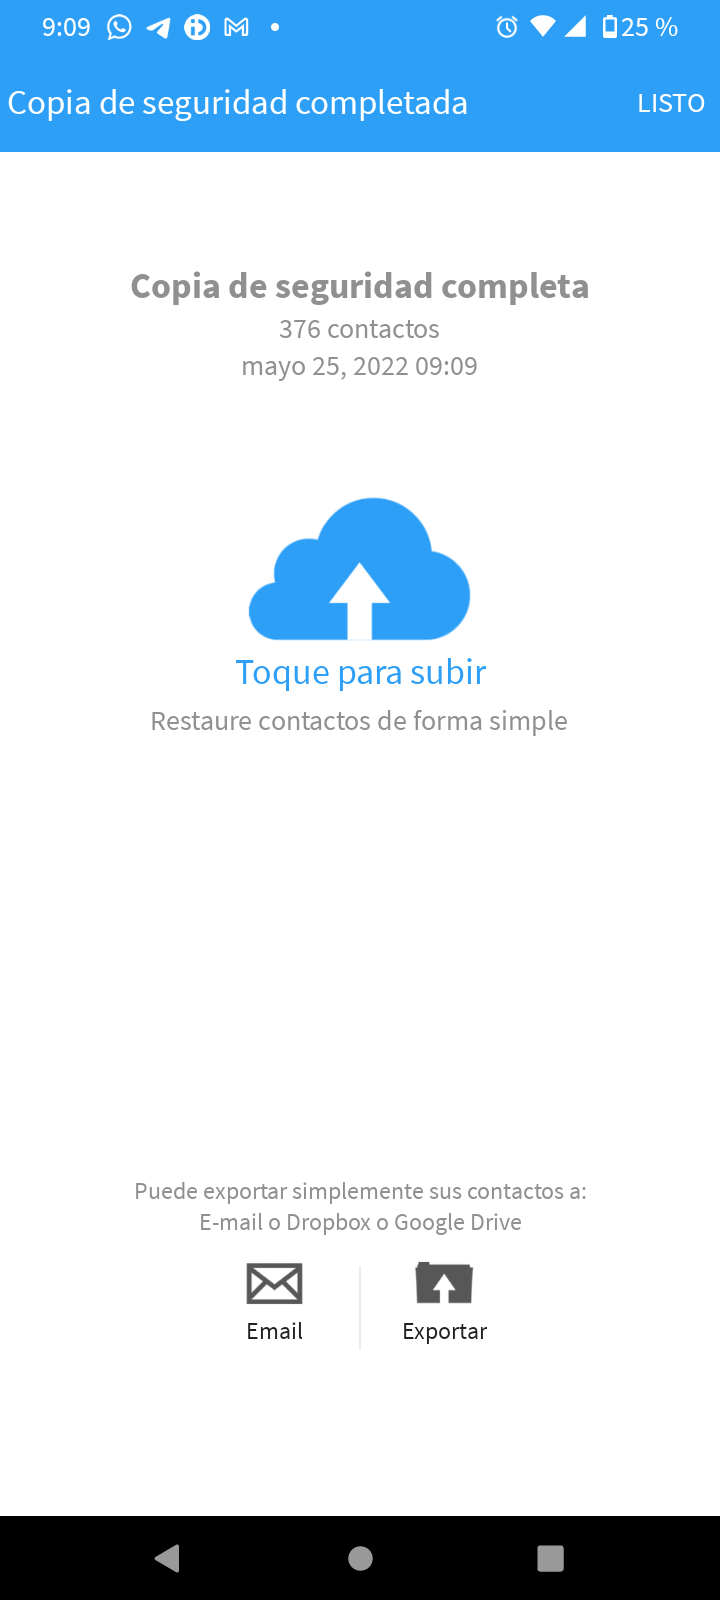 9:09
25 %
Copia de seguridad completada
LISTO
Copia de seguridad completa
376 contactos
mayo 25, 2022 09:09
Toque para subir
Restaure contactos de forma simple
Puede exportar simplemente sus contactos a:
E-mail o Dropbox o Google Drive
Email
Exportar